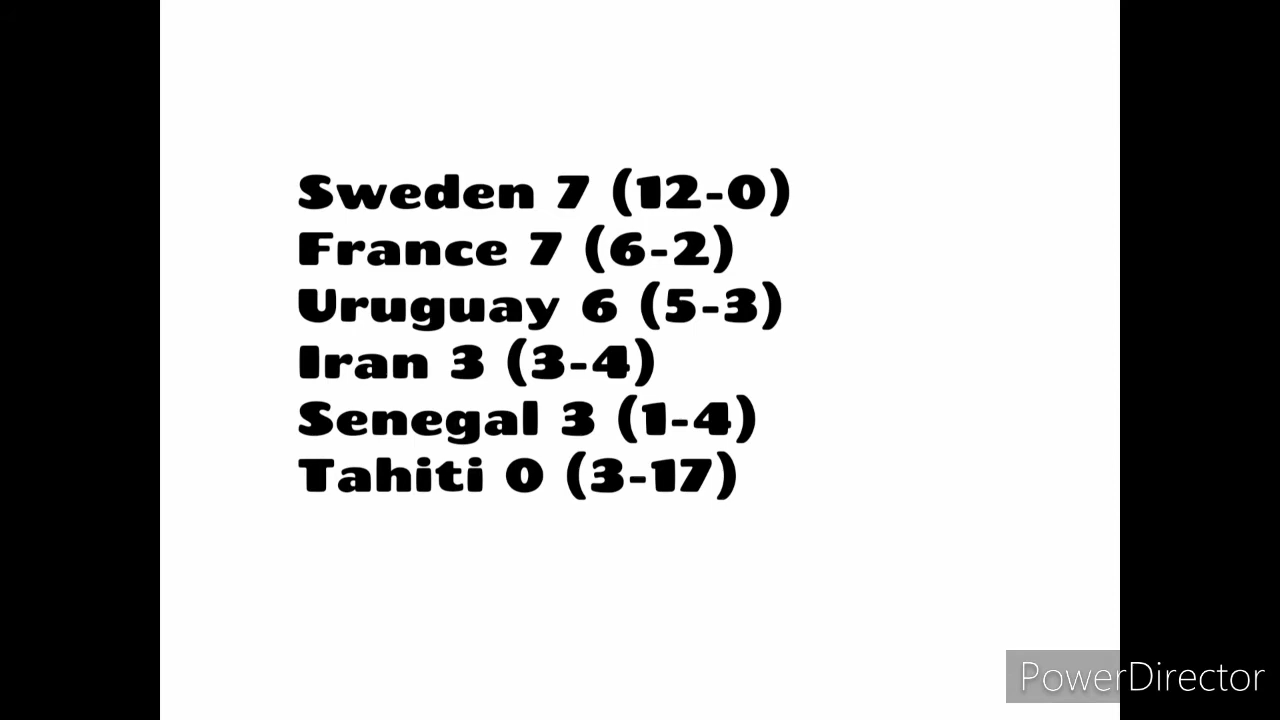 Sweden 7 (12-0)
France 7 (6-2)
Uruguay 6 (5-3)
Iran 3 (3-4)
Senegal 3 (1-4)
Tahiti 0 (3-17)
PowerDirector